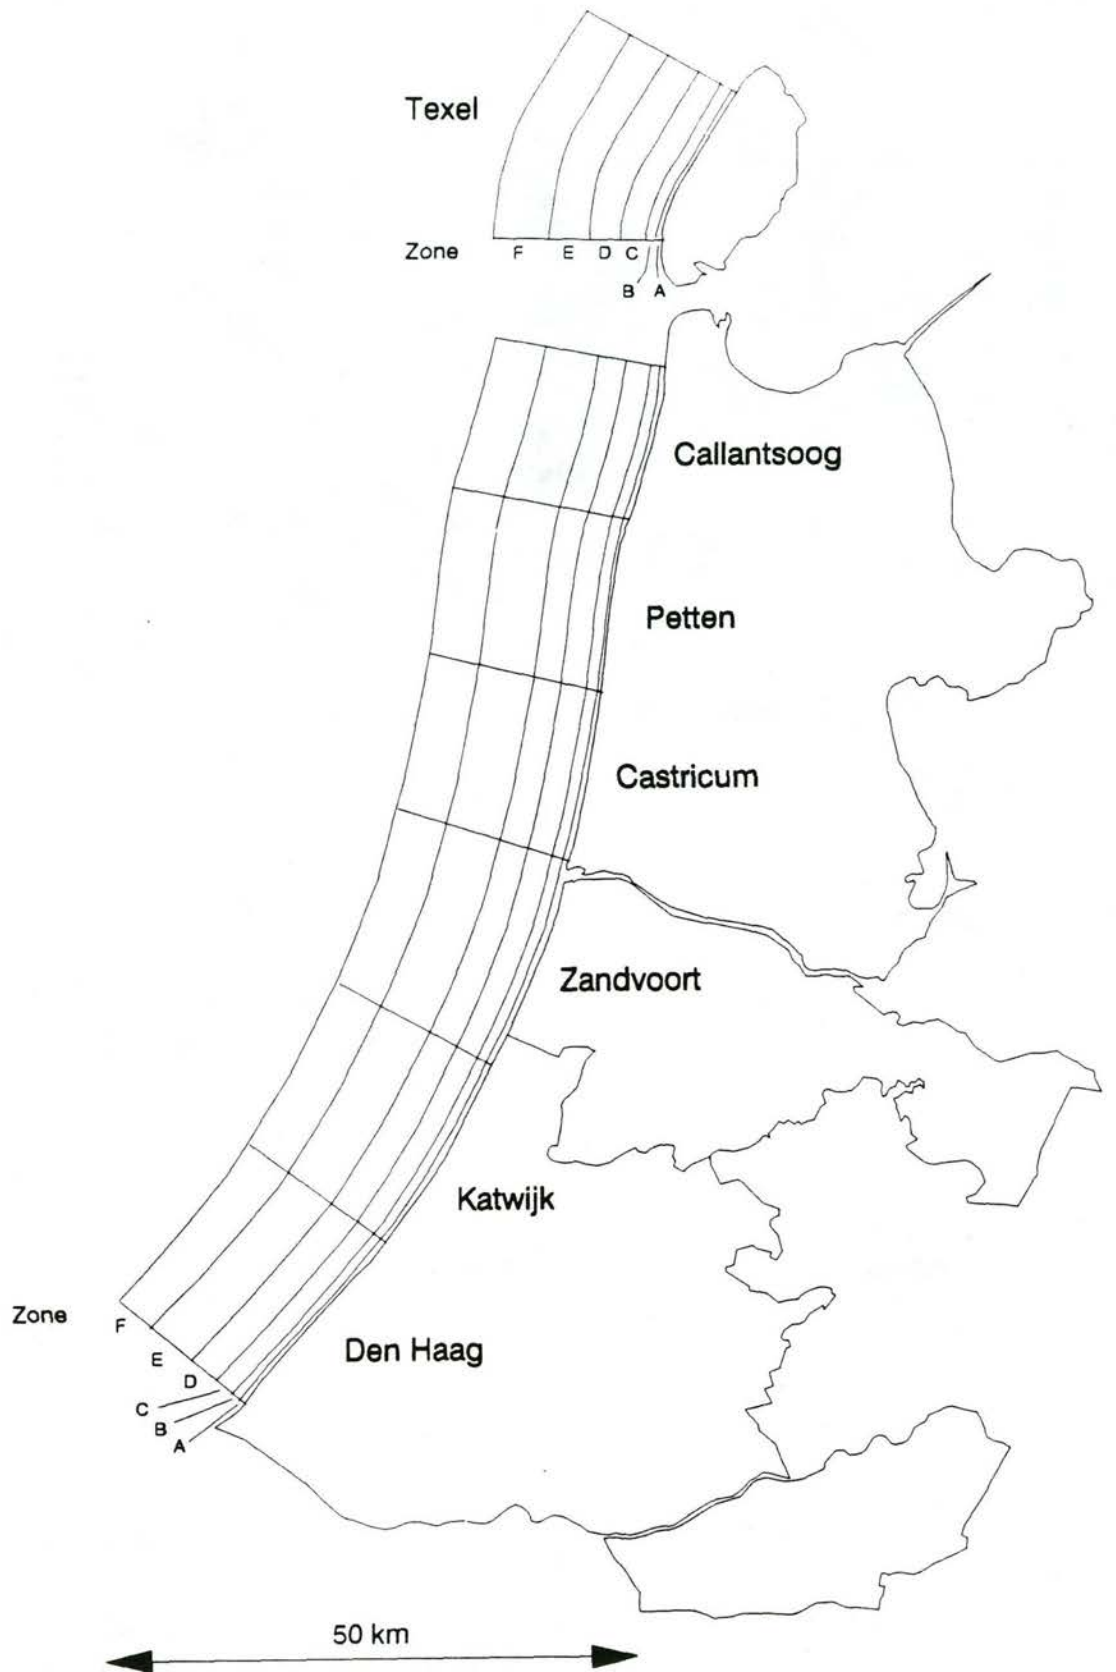 Texel
Zone F E D C
B A
Callantsoog
Petten
Castricum
Zandvoort
Katwijk
Zone
F
E
Den Haag
D
C
B
A
50 km